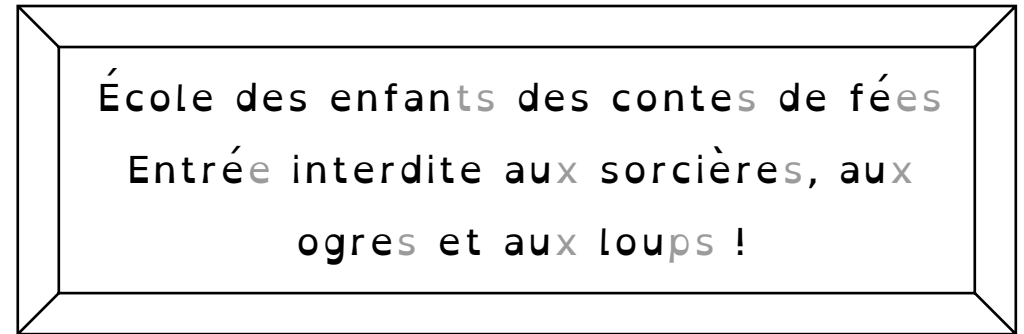 École des enfants des contes de fées
Entrée interdite aux sorcières, aux
ogres et aux loups !